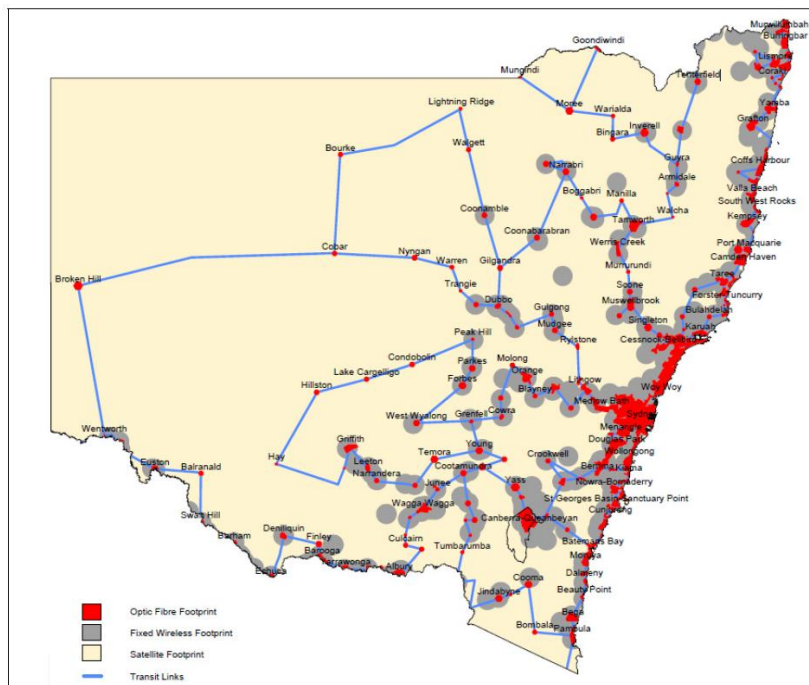 Murwillumbah
Burringbar
Goondiwindi
Lismore
Mungindi
Coraki
Tenterfield
Lightning Ridge
Moree
Warialda
Yamba
Inverell
Grafton
Bingara
Bourke
Walgett
Guyra
Coffs Harbour
Narrabri
Armidale
Valla Beach
Boggabri
Manilla
South West Rocks
Coonamble
Walcha
Tamworth
Kempsey
Coonabarabran
Werris Creek
Cobar
Nyngan
Port Macquarie
Warren
Gilgandra
Murrurundi
Camden Haven
Broken Hill
Trangie
Scone
Taree
Dubbo
Muswellbrook
Forster-Tuncurry
Gulgong
Bulahdelah
Peak Hill
Mudgee
Singleton
Karuah
Rylstone
Condobolin
Molong
Lake Cargelligo
Parkes
Orange
Hillston
Forbes
Lithgow
Woy Woy
Blayney
Medlow Bath
West Wyalong
Grenfell
Cowra
Sydney
Wentworth
Menangle
Griffith
Young
Douglas Park
Hay
Temora
Crookwell
Wollongong
Euston
Balranald
Leeton
Cootamundra
Berrima
Kiama
Narrandera
Junee
Yass
Nowra-Bomaderry
Wagga Wagga
St Georges Basin-Sanctuary Point
Swan Hill
Canberra-Queanbeyan
Deniliquin
Finley
Culcairn
Batemans Bay
Barham
Barooga
Tumbarumba
Moruya
Echuca
Yarrawonga
Albury
Cooma
Dalmeny
Jindabyne
Beauty Point
Bega
Bombala
Pambula
Optic Fibre Footprint
Fixed Wireless Footprint
Satellite Footprint
Transit Links